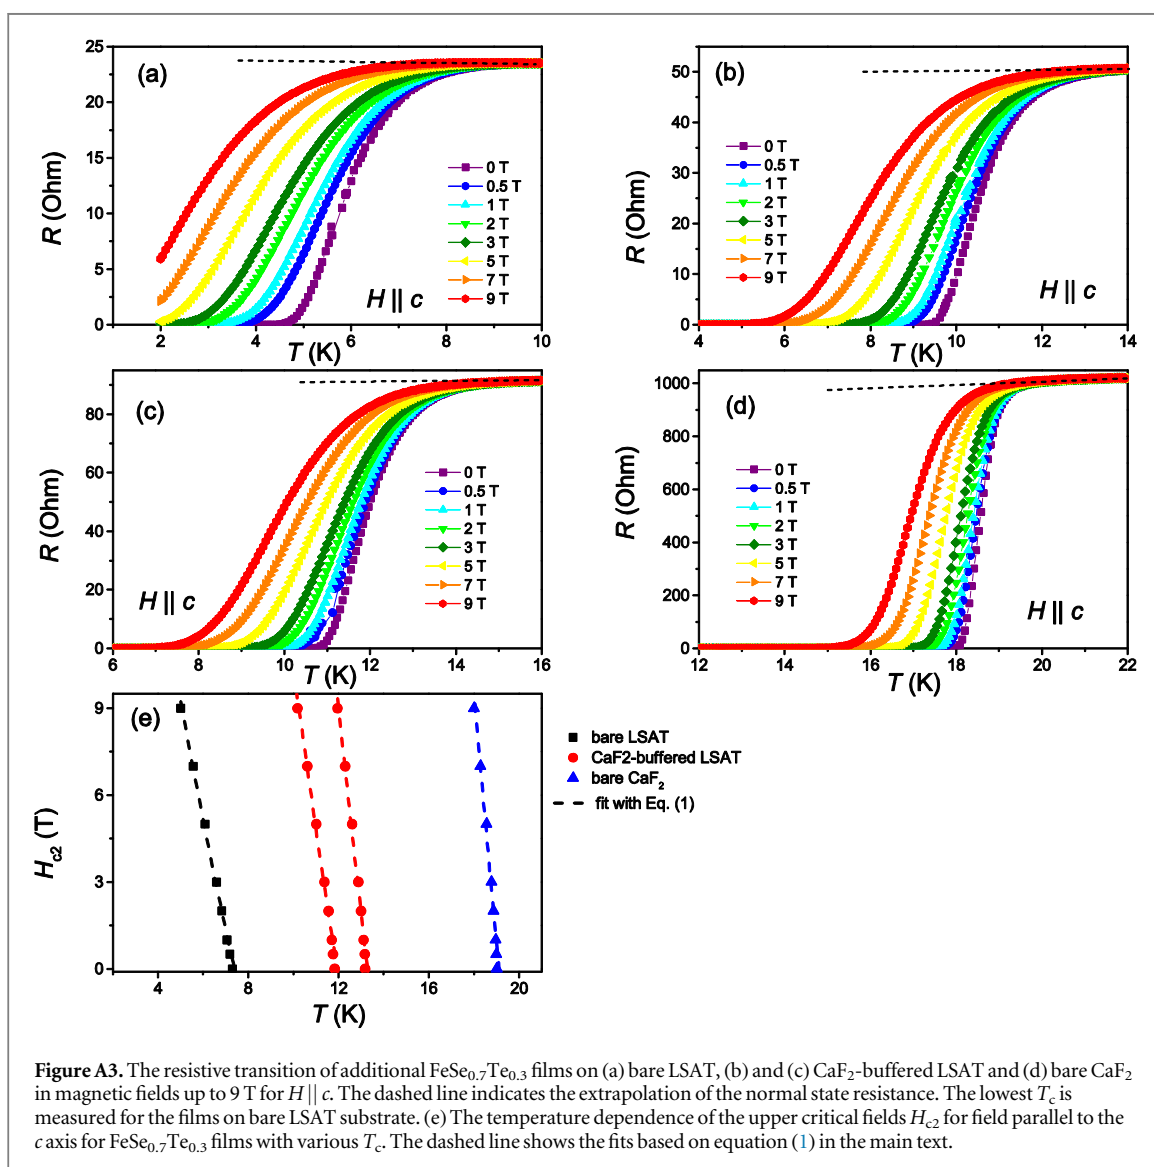 25
20
15
10
5
0
(a)
R (Ohm)
0 T
0.5 T
1 T
2 T
3 T
5 T
7 T
9 T
H || c
2 4 6 8 10
T (K)
50
40
30
20
10
0
(b)
R (Ohm)
0 T
0.5 T
1 T
2 T
3 T
5 T
7 T
9 T
H || c
4 6 8 10 12 14
T (K)
80
60
40
20
0
(c)
R (Ohm)
0 T
0.5 T
1 T
2 T
3 T
5 T
7 T
9 T
H || c
6 8 10 12 14 16
T (K)
1000
800
600
400
200
0
(d)
R (Ohm)
0 T
0.5 T
1 T
2 T
3 T
5 T
7 T
9 T
H || c
12 14 16 18 20 22
T (K)
9
6
3
0
(e)
Hc2 (T)
4 8 12 16 20
T (K)
bare LSAT
CaF2-buffered LSAT
bare CaF₂
fit with Eq. (1)
Figure A3. The resistive transition of additional FeSe0.7Te0.3 films on (a) bare LSAT, (b) and (c) CaF₂-buffered LSAT and (d) bare CaF₂
in magnetic fields up to 9 T for H || c. The dashed line indicates the extrapolation of the normal state resistance. The lowest Tc is
measured for the films on bare LSAT substrate. (e) The temperature dependence of the upper critical fields Hc2 for field parallel to the
c axis for FeSe0.7Te0.3 films with various Tc. The dashed line shows the fits based on equation (1) in the main text.